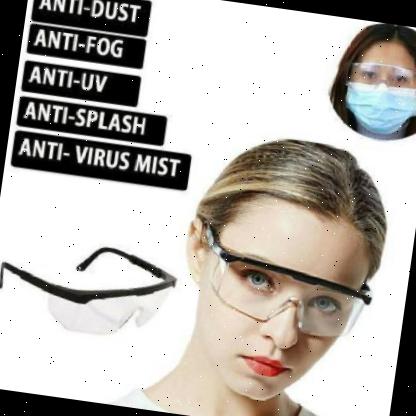 ANTI-DUST
ANTI-FOG
ANTI-UV
ANTI-SPLASH
ANTI- VIRUS MIST